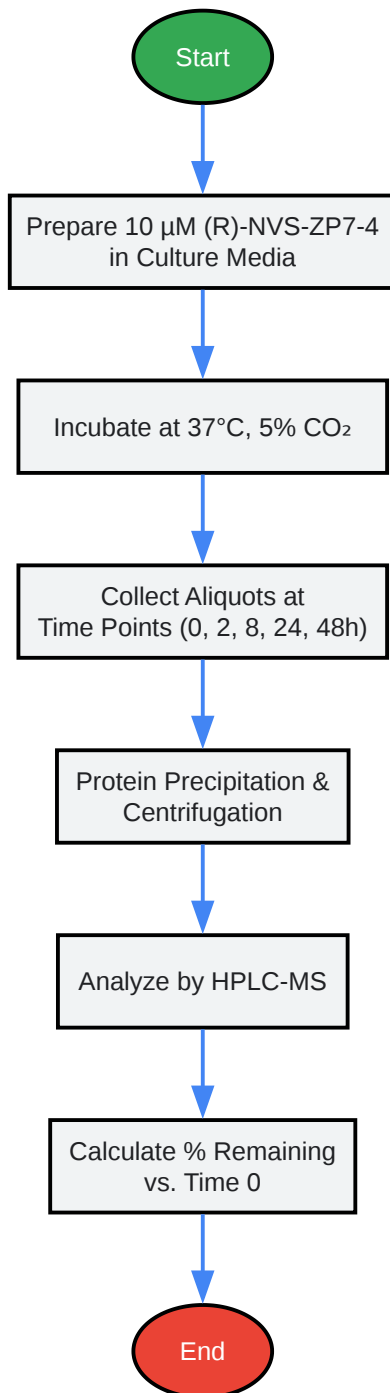 Start
Prepare 10 µM (R)-NVS-ZP7-4
in Culture Media
Incubate at 37°C, 5% CO₂
Collect Aliquots at
Time Points (0, 2, 8, 24, 48h)
Protein Precipitation &
Centrifugation
Analyze by HPLC-MS
Calculate % Remaining
vs. Time 0
End